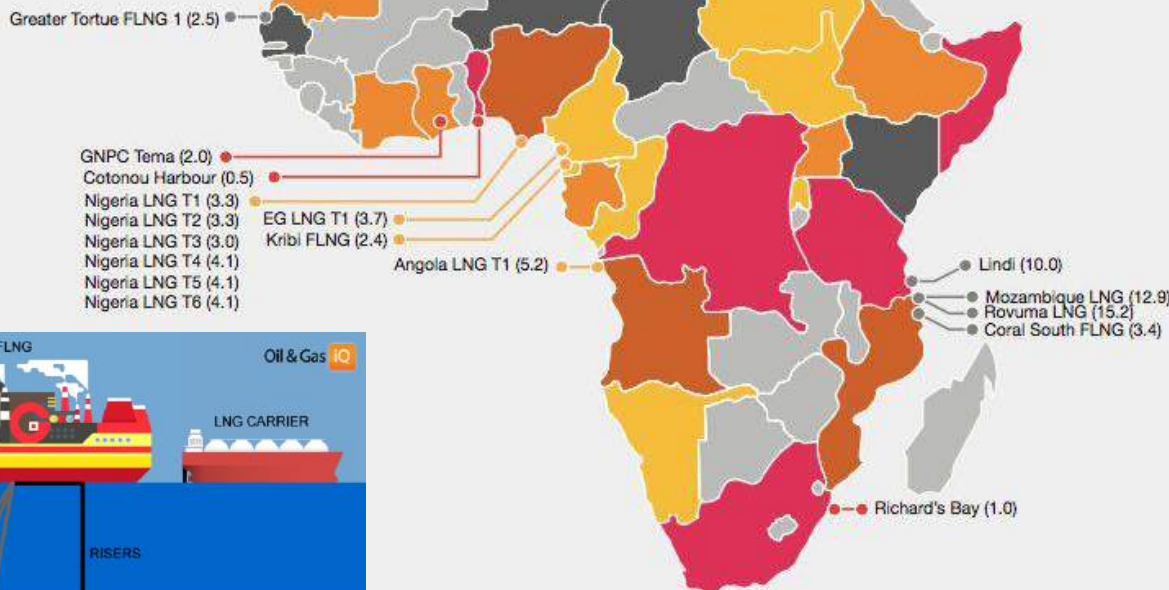 Greater Tortue FLNG 1 (2.5)
GNPC Tema (2.0)
Cotonou Harbour (0.5)
Nigeria LNG T1 (3.3)
Nigeria LNG T2 (3.3)
Nigeria LNG T3 (3.0)
Nigeria LNG T4 (4.1)
Nigeria LNG T5 (4.1)
Nigeria LNG T6 (4.1)
EG LNG T1 (3.7)
Kribi FLNG (2.4)
Angola LNG T1 (5.2)
Lindi (10.0)
Mozambique LNG (12.9)
Rovuma LNG (15.2)
Coral South FLNG (3.4)
Richard's Bay (1.0)
FLNG
Oil & Gas IQ
LNG CARRIER
RISERS